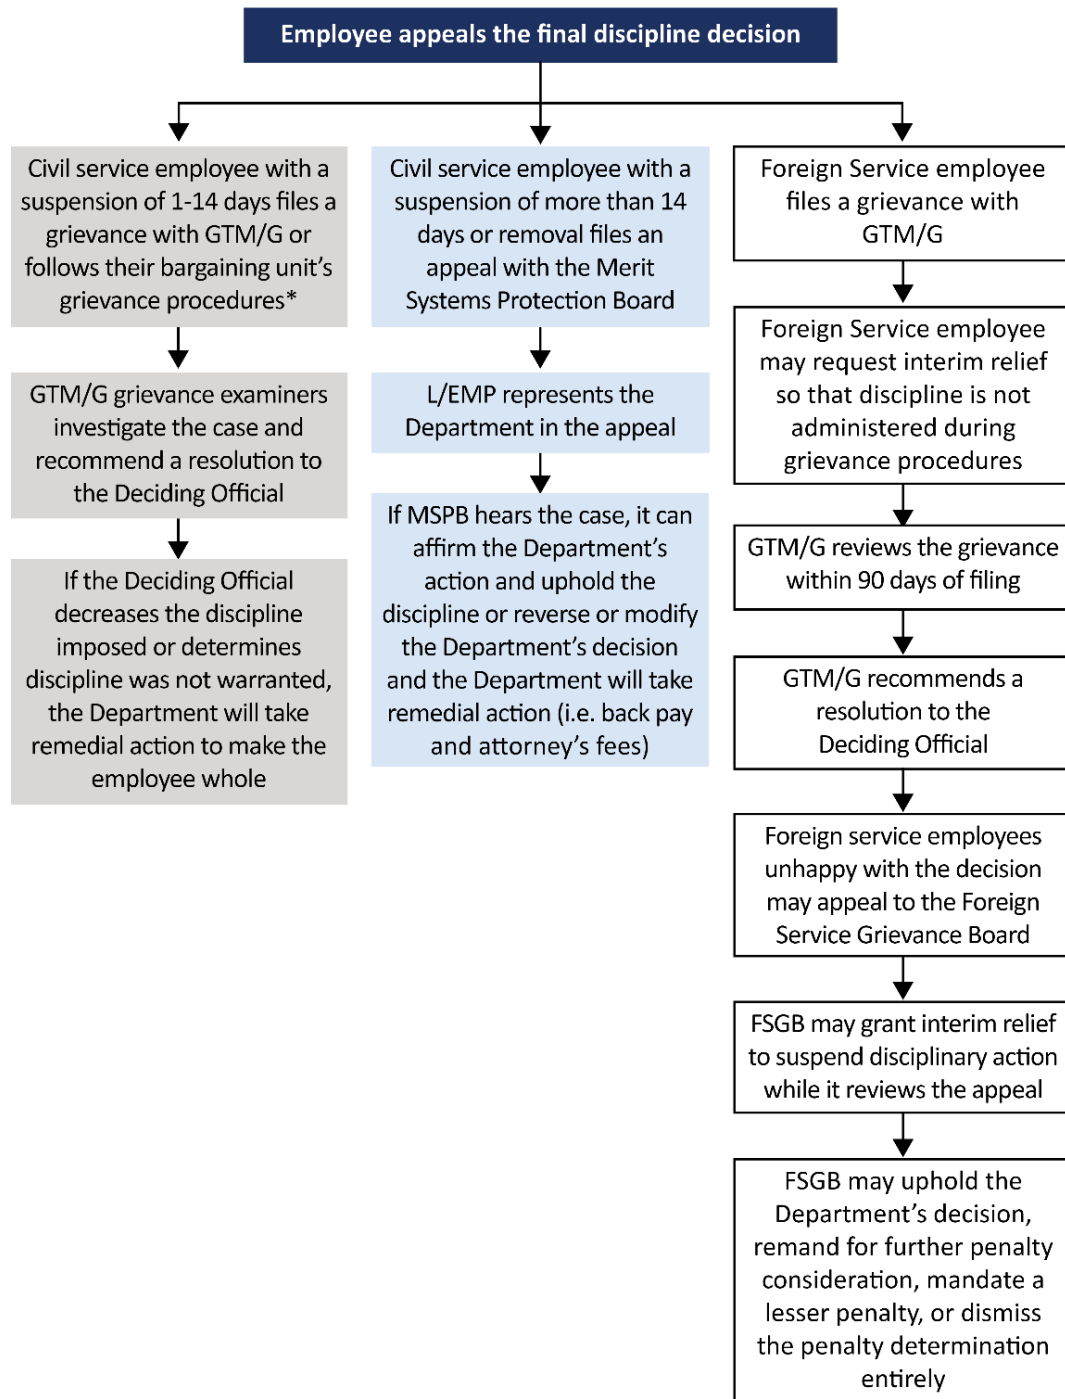 Employee appeals the final discipline decision
Civil service employee with a
suspension of 1-14 days files a
grievance with GTM/G or
follows their bargaining unit's
grievance procedures*
GTM/G grievance examiners
investigate the case and
recommend a resolution to
the Deciding Official
If the Deciding Official
decreases the discipline
imposed or determines
discipline was not warranted,
the Department will take
remedial action to make the
employee whole
Civil service employee with a
suspension of more than 14
days or removal files an
appeal with the Merit
Systems Protection Board
L/EMP represents the
Department in the appeal
If MSPB hears the case, it can
affirm the Department's
action and uphold the
discipline or reverse or modify
the Department's decision
and the Department will take
remedial action (i.e. back pay
and attorney's fees)
Foreign Service employee
files a grievance with
GTM/G
Foreign Service employee
may request interim relief
so that discipline is not
administered during
grievance procedures
GTM/G reviews the grievance
within 90 days of filing
GTM/G recommends a
resolution to the
Deciding Official
Foreign service employees
unhappy with the decision
may appeal to the Foreign
Service Grievance Board
FSGB may grant interim relief
to suspend disciplinary action
while it reviews the appeal
FSGB may uphold the
Department's decision,
remand for further penalty
consideration, mandate a
lesser penalty, or dismiss
the penalty determination
entirely